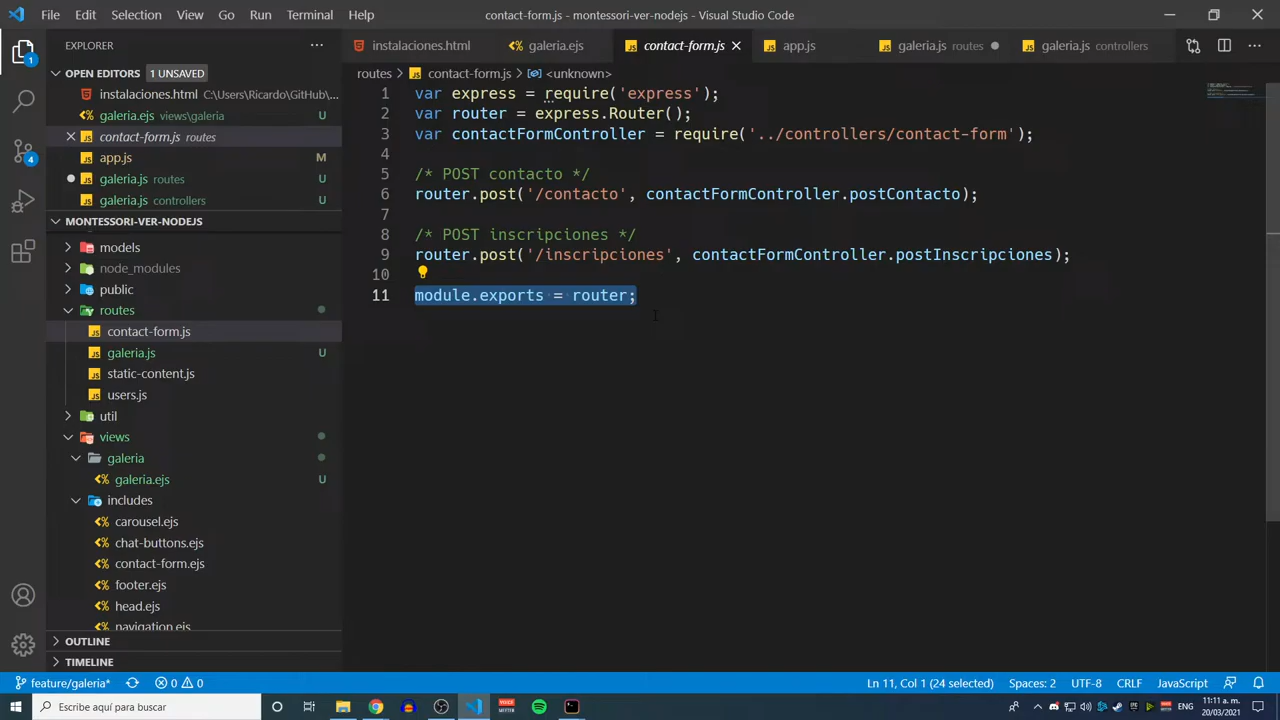 File Edit Selection View Go Run Terminal Help
contact-form.js - montessori-ver-nodejs - Visual Studio Code
EXPLORER
instalaciones.html
galeria.ejs
contact-form.js
app.js
galeria.js routes
galeria.js controllers
OPEN EDITORS 1 UNSAVED
instalaciones.html C:\Users\Ricardo\GitHub\...
galeria.ejs views\galeria U
contact-form.js routes
app.js M
galeria.js routes U
galeria.js controllers U
MONTESSORI-VER-NODEJS
models
node_modules
public
routes
contact-form.js
galeria.js U
static-content.js
users.js
util
views
galeria
galeria.ejs U
includes
carousel.ejs
chat-buttons.ejs
contact-form.ejs
footer.ejs
head.ejs
navigation.ejs
OUTLINE
TIMELINE
1
4
routes > contact-form.js > <unknown>
1 var express = require('express');
2 var router = express.Router();
3 var contactFormController = require('../controllers/contact-form');
4
5 /* POST contacto */
6 router.post('/contacto', contactFormController.postContacto);
7
8 /* POST inscripciones */
9 router.post('/inscripciones', contactFormController.postInscripciones);
10
11 module.exports = router;
feature/galeria* 0 0
Ln 11, Col 1 (24 selected) Spaces: 2 UTF-8 CRLF JavaScript
Escribe aquí para buscar
ENG
11:11 a. m.
20/03/2021